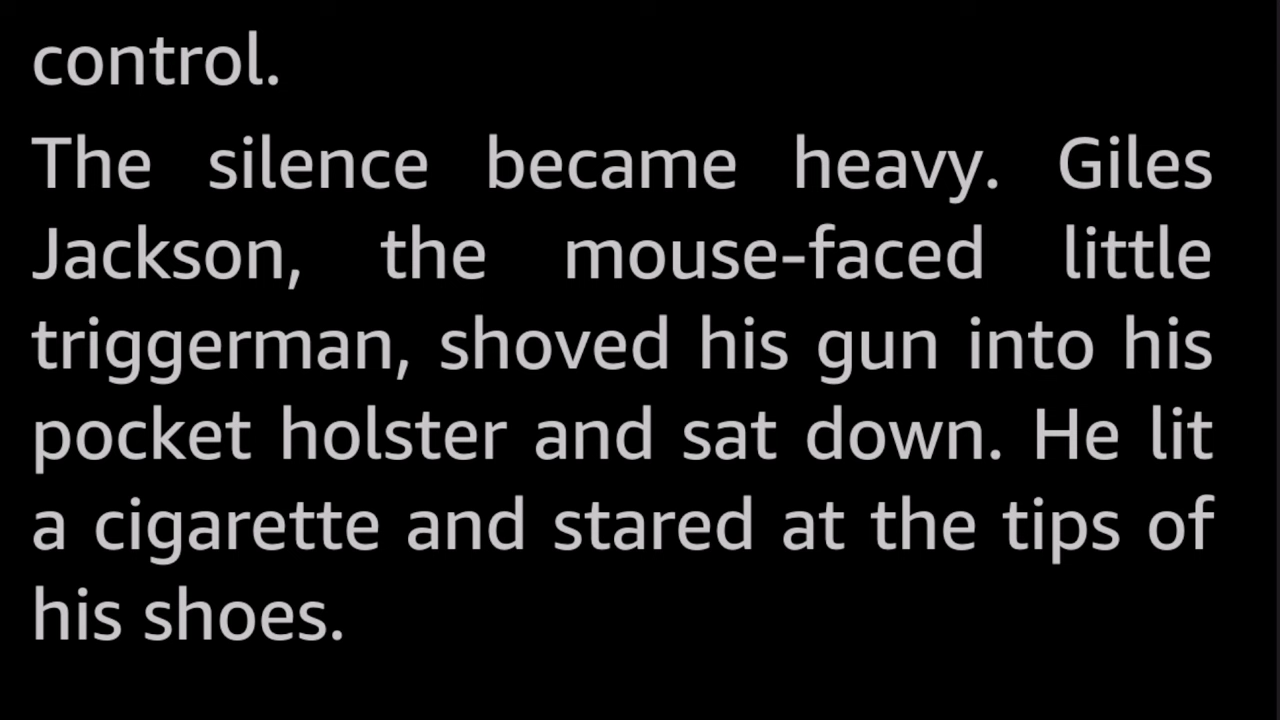 control.
The silence became heavy. Giles
Jackson, the mouse-faced little
triggerman, shoved his gun into his
pocket holster and sat down. He lit
a cigarette and stared at the tips of
his shoes.